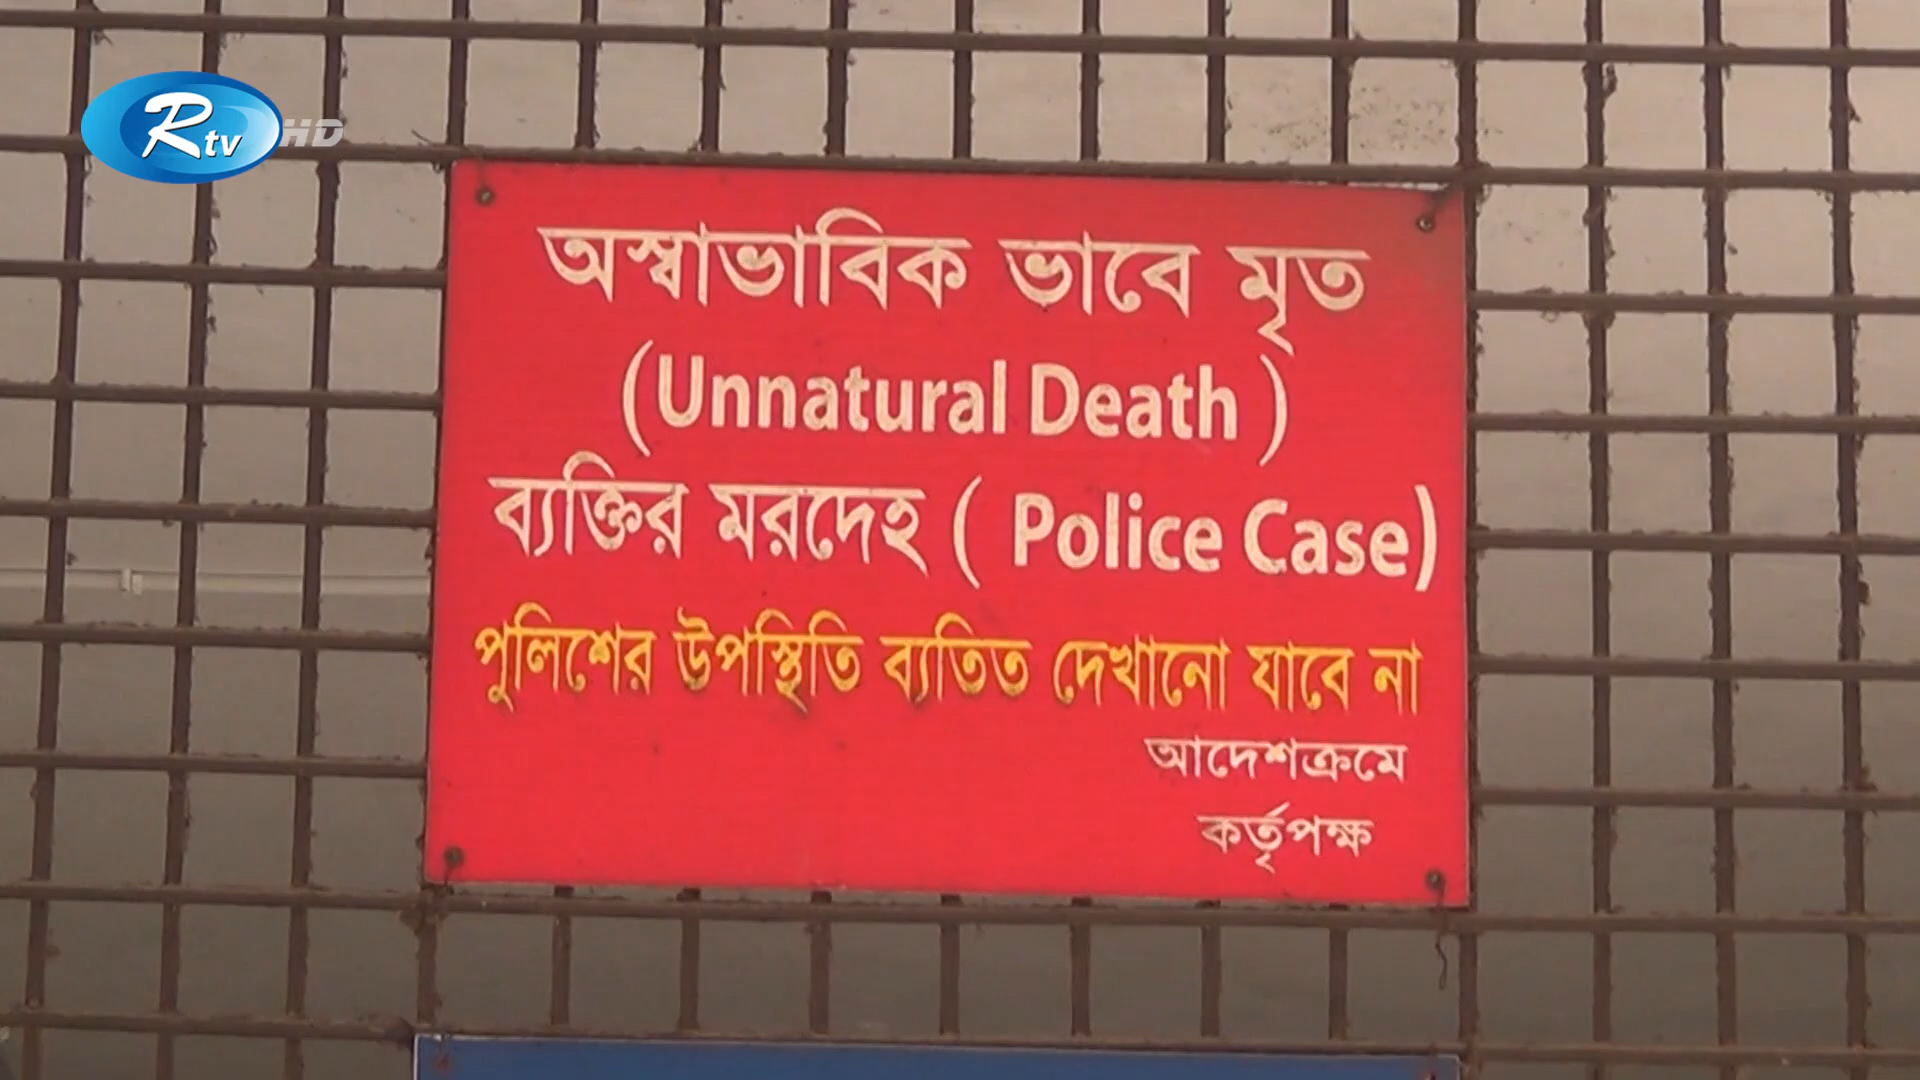 Rtv HD
অস্বাভাবিক ভাবে মৃত
(Unnatural Death )
ব্যক্তির মরদেহ ( Police Case)
পুলিশের উপস্থিতি ব্যতিত দেখানো যাবে না
আদেশক্রমে
কর্তৃপক্ষ